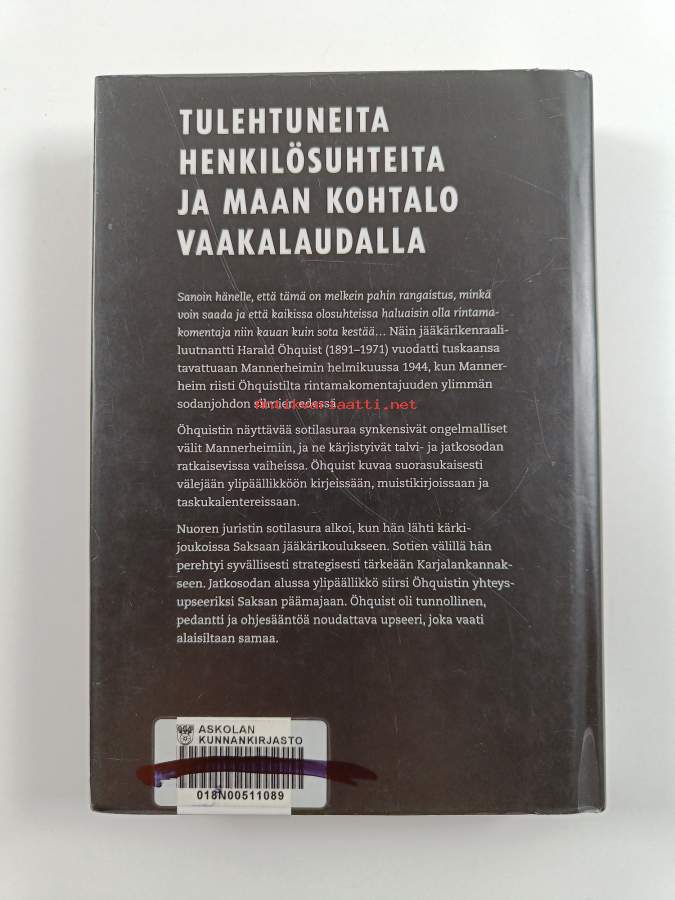 TULEHTUNEITA
HENKILÖSUHTEITA
JA MAAN KOHTALO
VAAKALAUDALLA
Sanoin hänelle, että tämä on melkein pahin rangaistus, minkä
voin saada ja että kaikissa olosuhteissa haluaisin olla rintama-
komentaja niin kauan kuin sota kestää... Näin jääkärikenraali-
luutnantti Harald Öhquist (1891–1971) vuodatti tuskaansa
tavattuaan Mannerheimin helmikuussa 1944, kun Manner-
heim riisti Öhquistilta rintamakomentajuuden ylimmän
sodanjohdon silmien edessä.
antikvariaatti.net
Öhquistin näyttävää sotilasuraa synkensivät ongelmalliset
välit Mannerheimiin, ja ne kärjistyivät talvi- ja jatkosodan
ratkaisevissa vaiheissa. Öhquist kuvaa suorasukaisesti
välejään ylipäällikköön kirjeissään, muistikirjoissaan ja
taskukalentereissaan.
Nuoren juristin sotilasura alkoi, kun hän lähti kärki-
joukoissa Saksaan jääkärikoulukseen. Sotien välillä hän
perehtyi syvällisesti strategisesti tärkeään Karjalankannak-
seen. Jatkosodan alussa ylipäällikkö siirsi Öhquistin yhteys-
upseeriksi Saksan päämajaan. Öhquist oli tunnollinen,
pedantti ja ohjesääntöä noudattava upseeri, joka vaati
alaisiltaan samaa.
ASKOLAN
KUNNANKIRJASTO
018N00511089